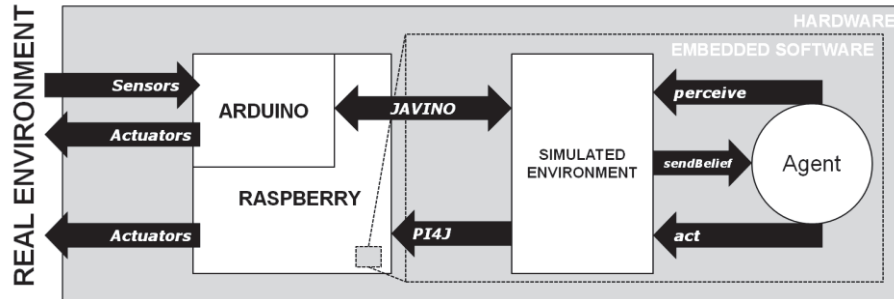 HARDWARE
EMBEDDED SOFTWARE
REAL ENVIRONMENT
Sensors
Actuators
Actuators
ARDUINO
RASPBERRY
JAVINO
PI4J
SIMULATED
ENVIRONMENT
perceive
sendBelief
act
Agent